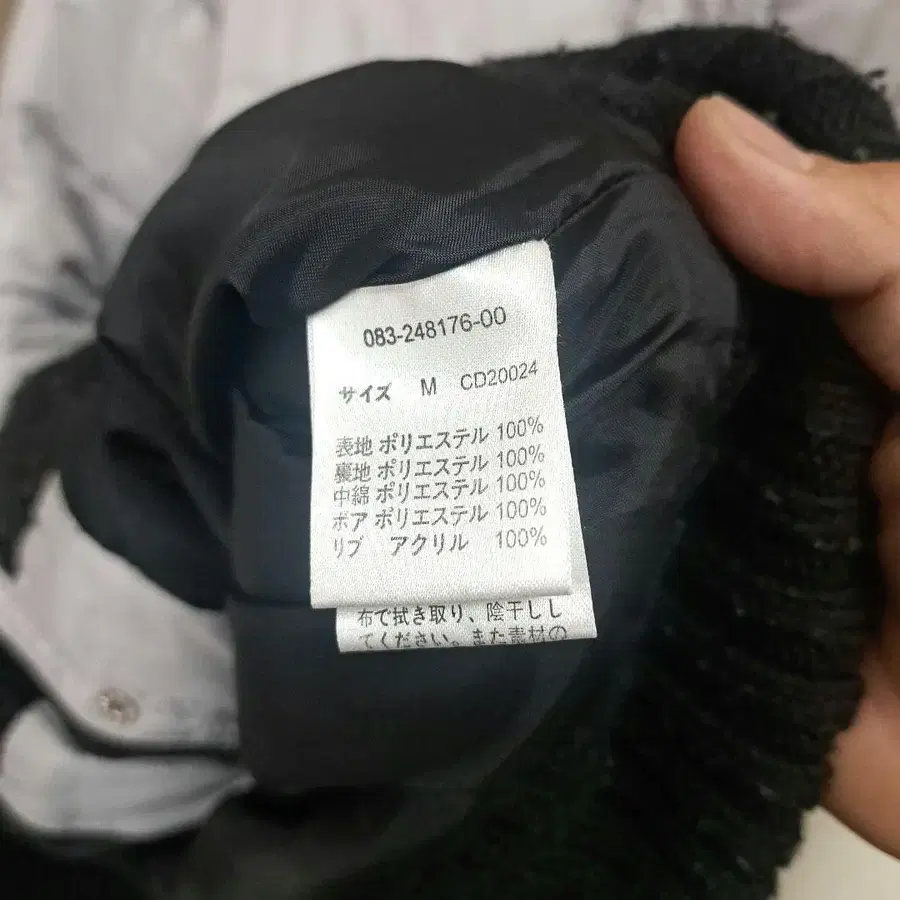 083-248176-00
サイズ M CD20024
表地 ポリエステル 100%
裏地 ポリエステル 100%
中綿 ポリエステル 100%
ボア ポリエステル 100%
リブ アクリル 100%
布で拭き取り、陰干しし
てください。また素材の